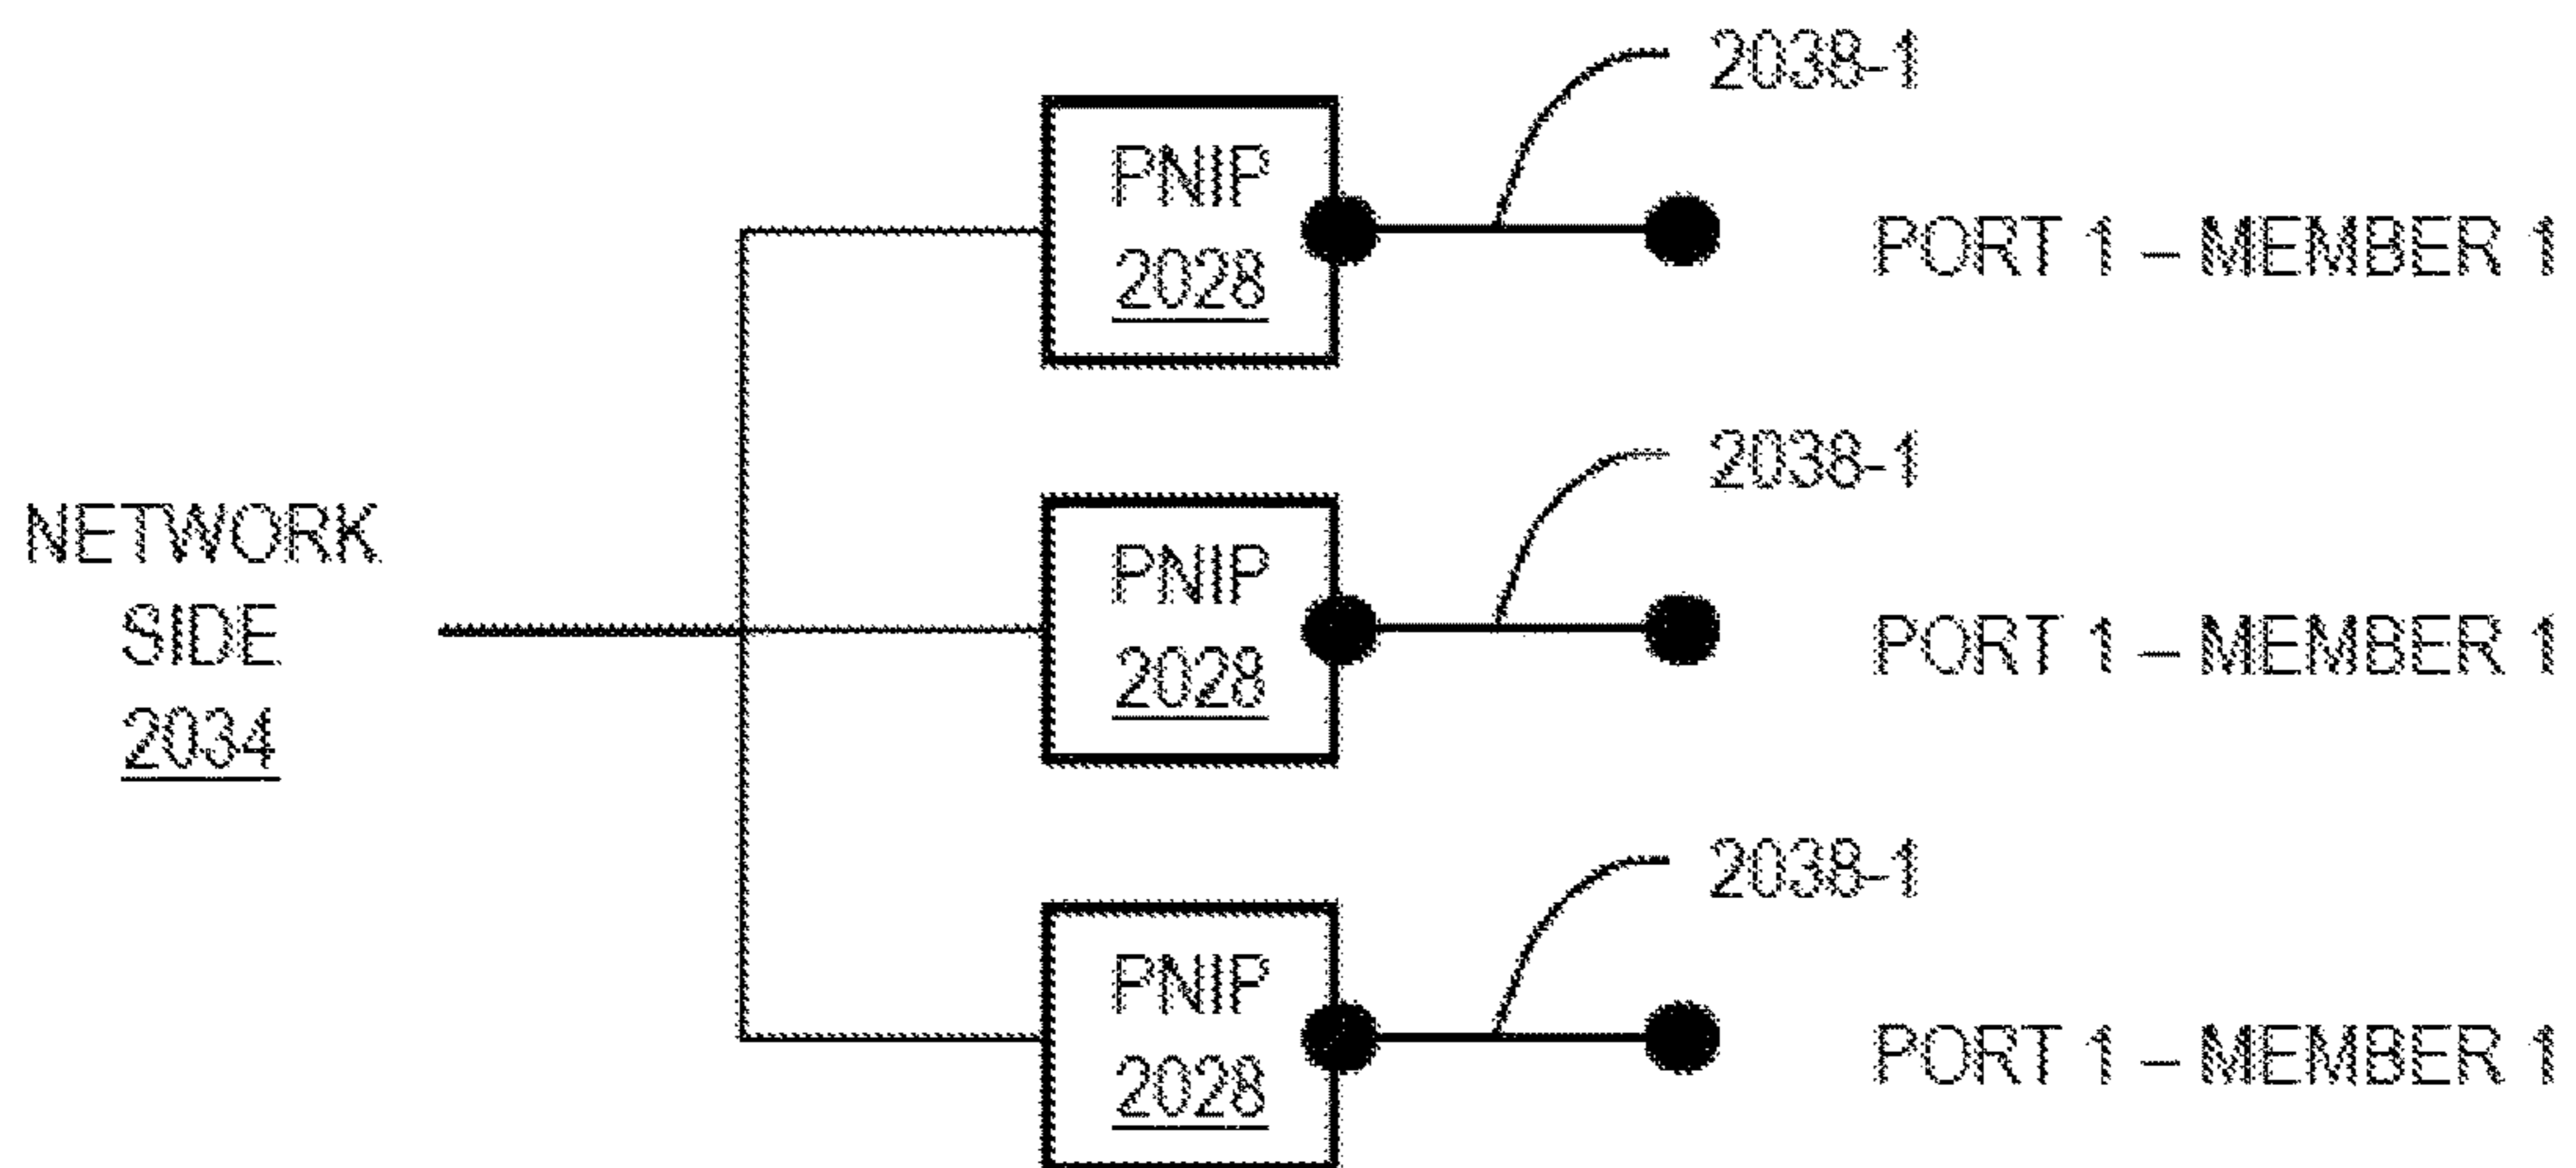 2038-1
PNIP
2028
PORT 1 – MEMBER 1
2038-1
NETWORK
SIDE
2034
PNIP
2028
PORT 1 – MEMBER 1
2038-1
PNIP
2028
PORT 1 – MEMBER 1